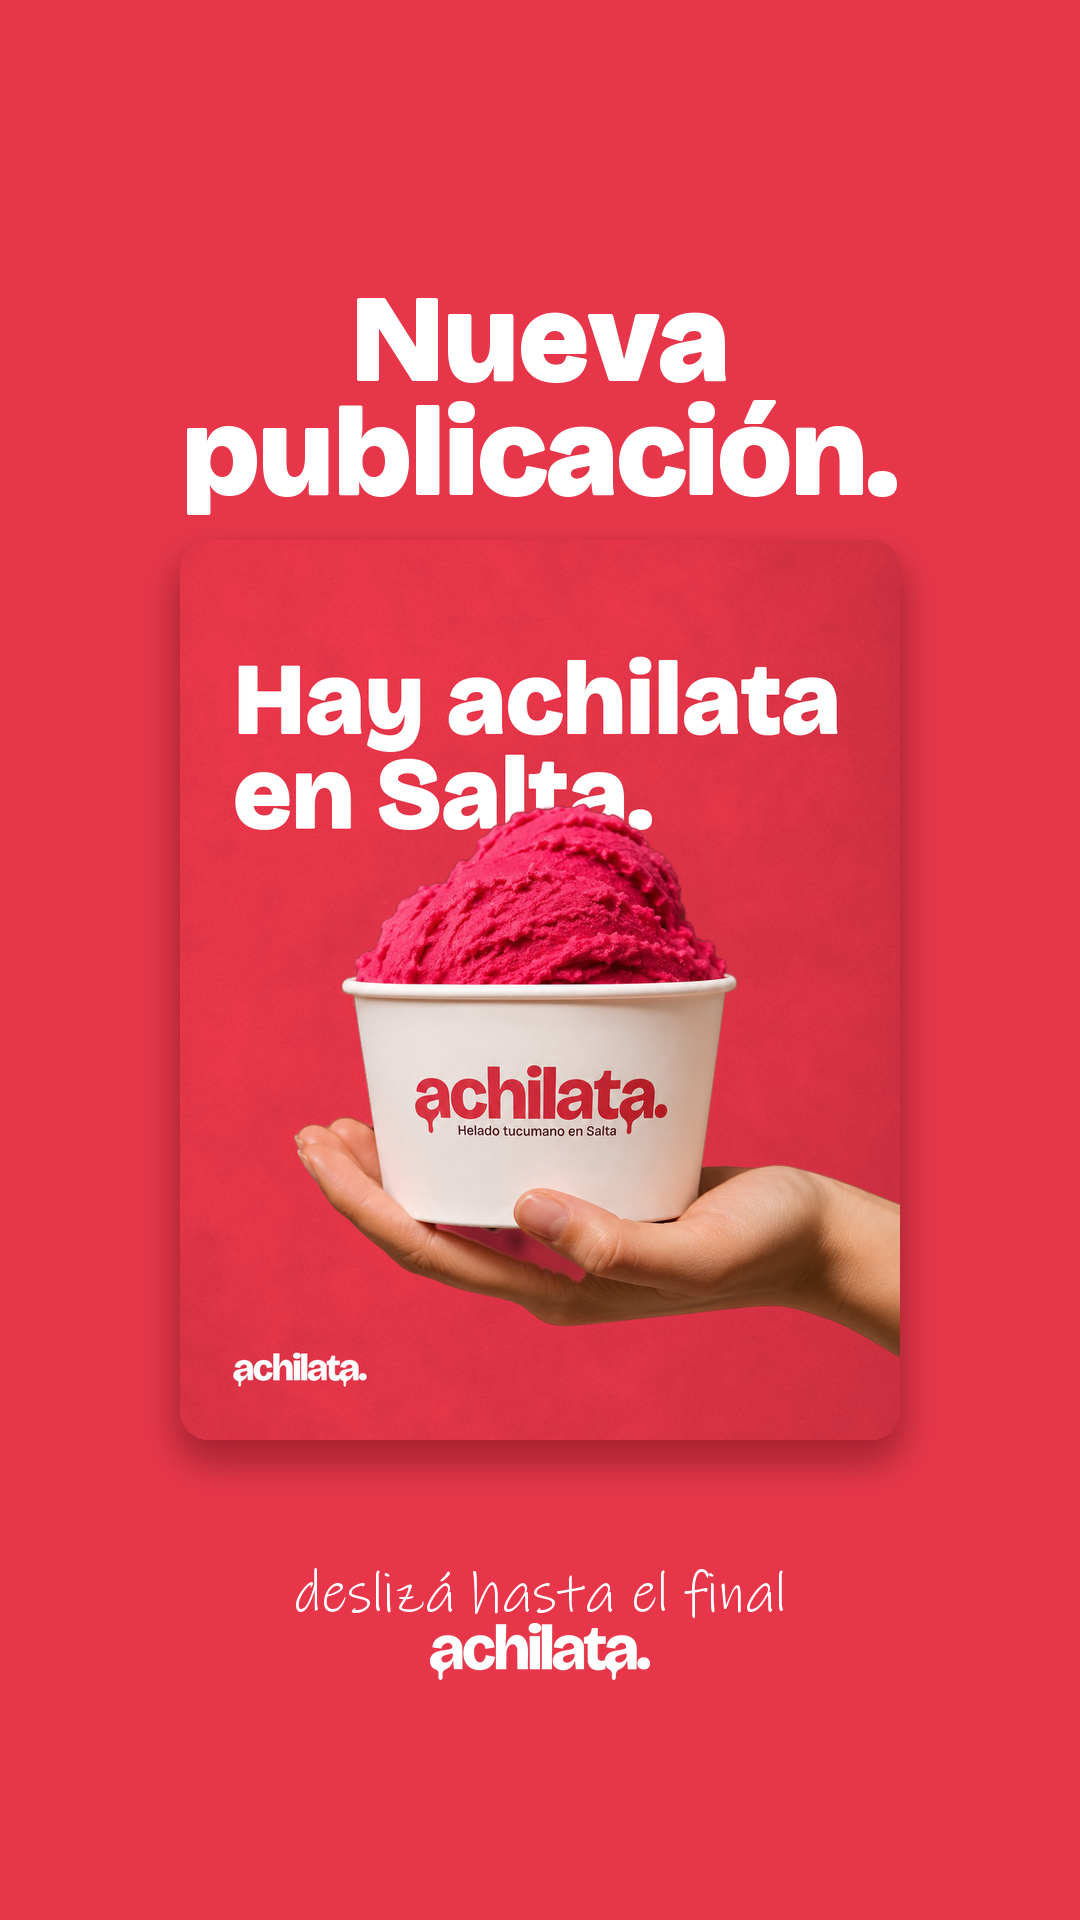 Nueva
publicación.
Hay achilata
en Salta.
achilata.
Helado tucumano en Salta
achilata.
deslizá hasta el final
achilata.